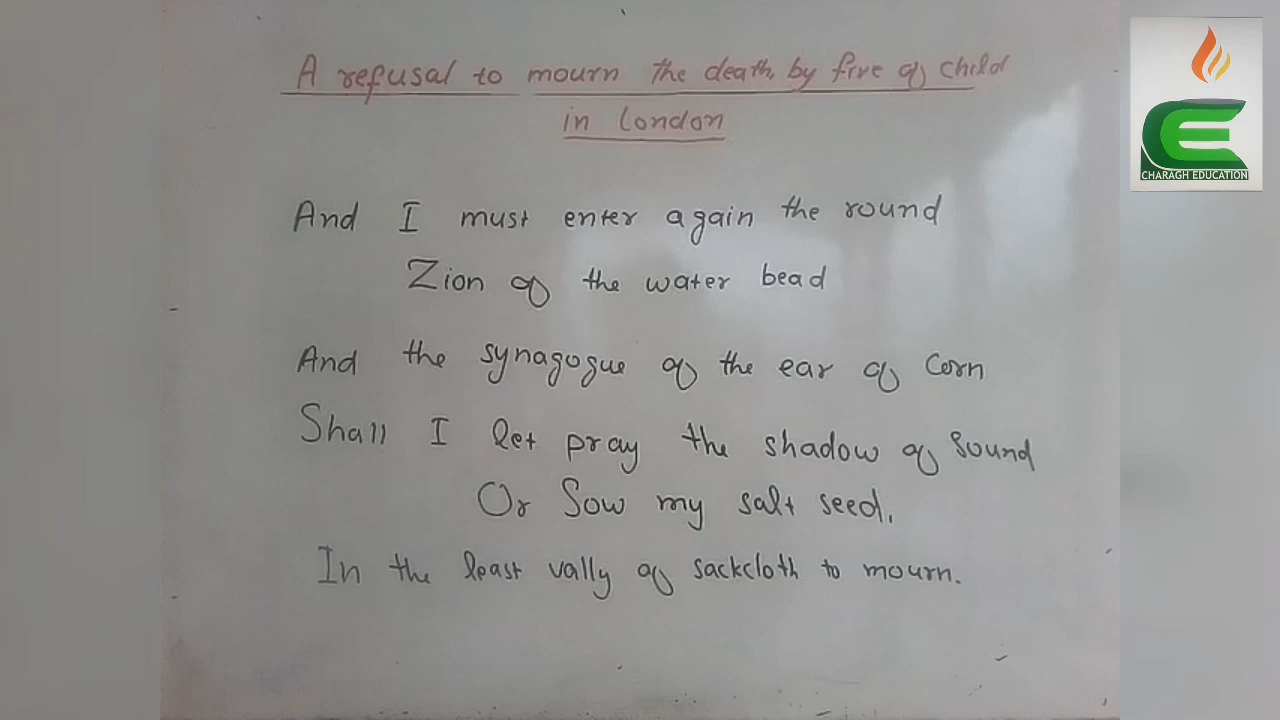 A refusal to mourn the death, by fire of child
in London
CHARAGH EDUCATION
And I must enter again the round
Zion of the water bead
And the synagogue of the ear of corn
Shall I let pray the shadow of sound
Or Sow my salt seed,
In the least vally of sackcloth to mourn.